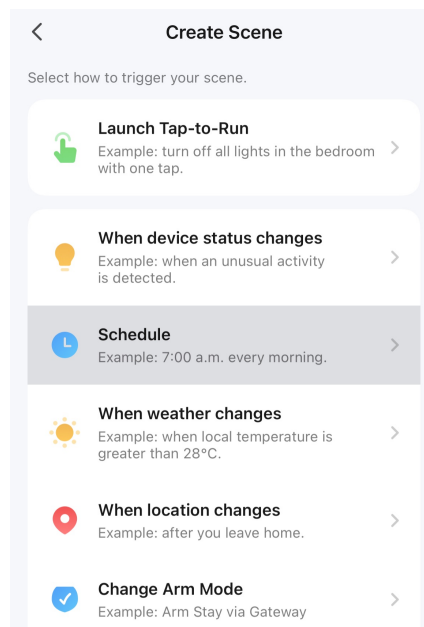 Create Scene
Select how to trigger your scene.
Launch Tap-to-Run
Example: turn off all lights in the bedroom
with one tap.
When device status changes
Example: when an unusual activity
is detected.
Schedule
Example: 7:00 a.m. every morning.
When weather changes
Example: when local temperature is
greater than 28°C.
When location changes
Example: after you leave home.
Change Arm Mode
Example: Arm Stay via Gateway